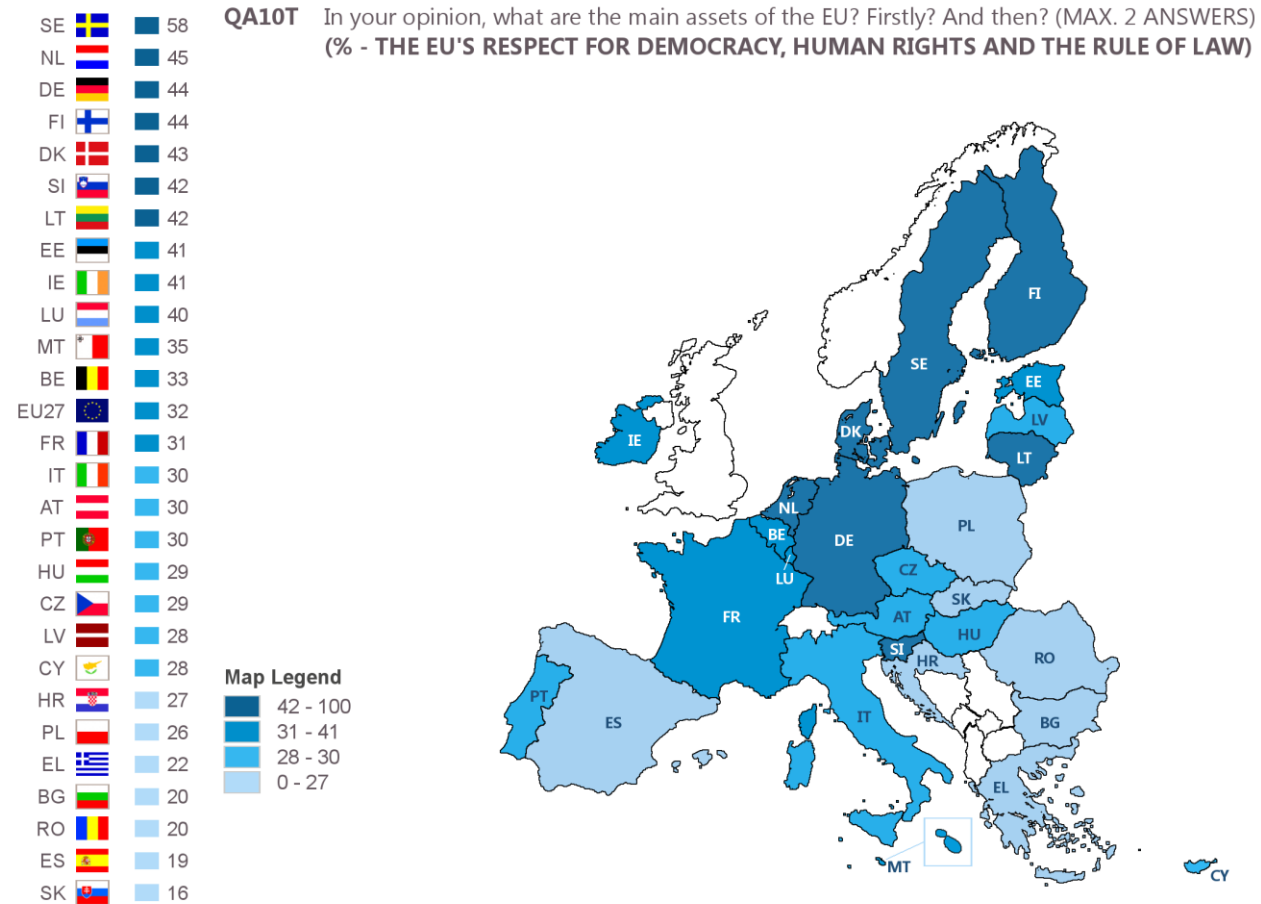 QA10T In your opinion, what are the main assets of the EU? Firstly? And then? (MAX. 2 ANSWERS)
(% - THE EU'S RESPECT FOR DEMOCRACY, HUMAN RIGHTS AND THE RULE OF LAW)
SE 58
NL 45
DE 44
FI 44
DK 43
SI 42
LT 42
EE 41
IE 41
LU 40
MT 35
BE 33
EU27 32
FR 31
IT 30
AT 30
PT 30
HU 29
CZ 29
LV 28
CY 28
HR 27
PL 26
EL 22
BG 20
RO 20
ES 19
SK 16
Map Legend
42 - 100
31 - 41
28 - 30
0 - 27
FI
SE
EE
LV
DK
IE
LT
NL
PL
BE
DE
CZ
LU
SK
FR
AT
HU
SI
HR
RO
PT
ES
IT
BG
EL
MT
CY